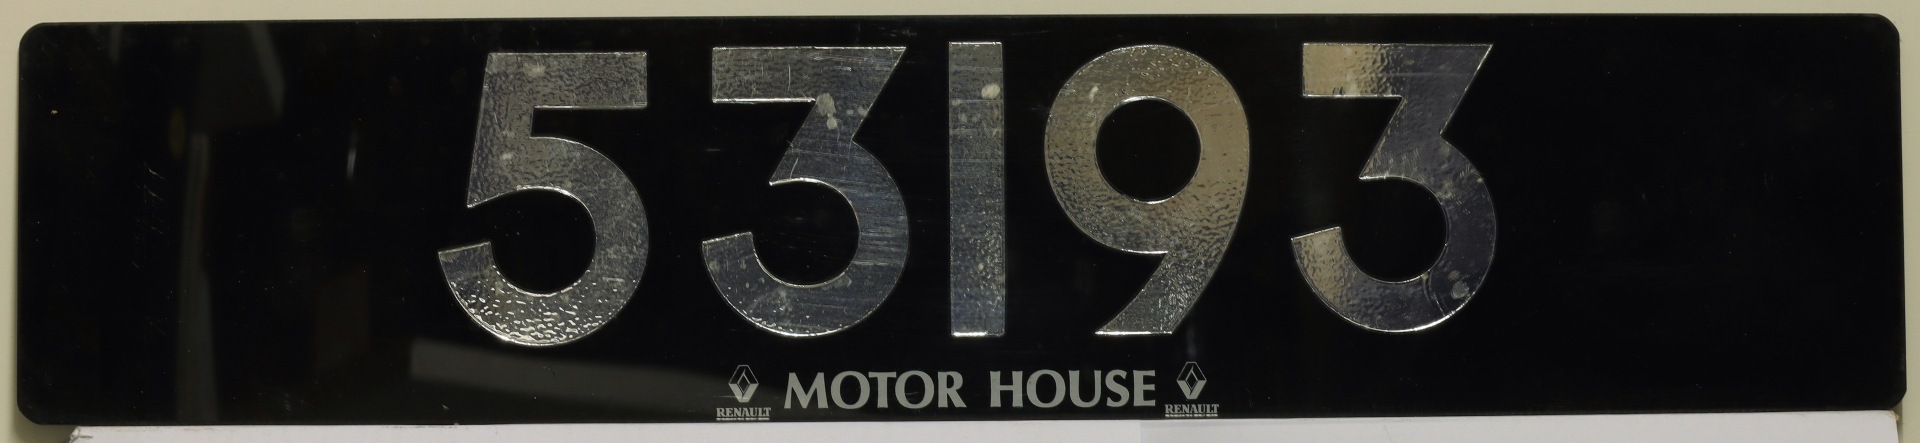 53193
RENAULT MOTOR HOUSE RENAULT